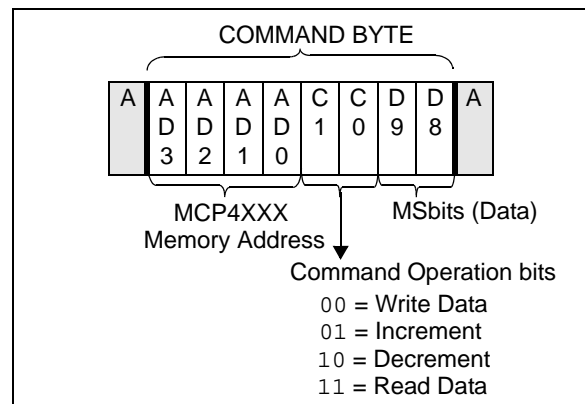 COMMAND BYTE
A A A A A C C D D A
D D D D 1 0 9 8
3 2 1 0
MCP4XXX MSbits (Data)
Memory Address
Command Operation bits
00 = Write Data
01 = Increment
10 = Decrement
11 = Read Data